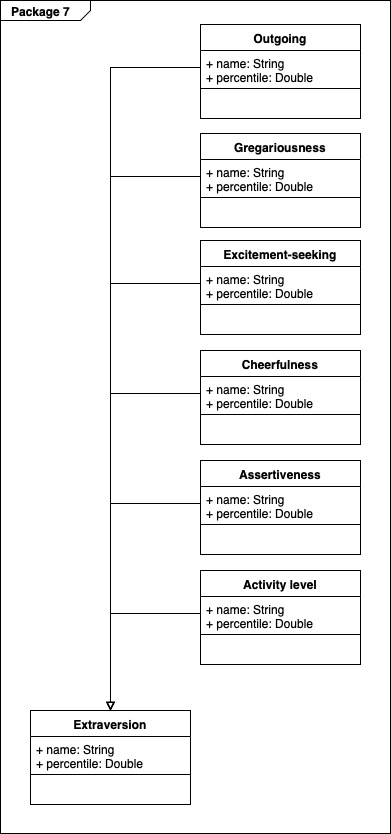 Package 7
Outgoing
+ name: String
+ percentile: Double
Gregariousness
+ name: String
+ percentile: Double
Excitement-seeking
+ name: String
+ percentile: Double
Cheerfulness
+ name: String
+ percentile: Double
Assertiveness
+ name: String
+ percentile: Double
Activity level
+ name: String
+ percentile: Double
Extraversion
+ name: String
+ percentile: Double